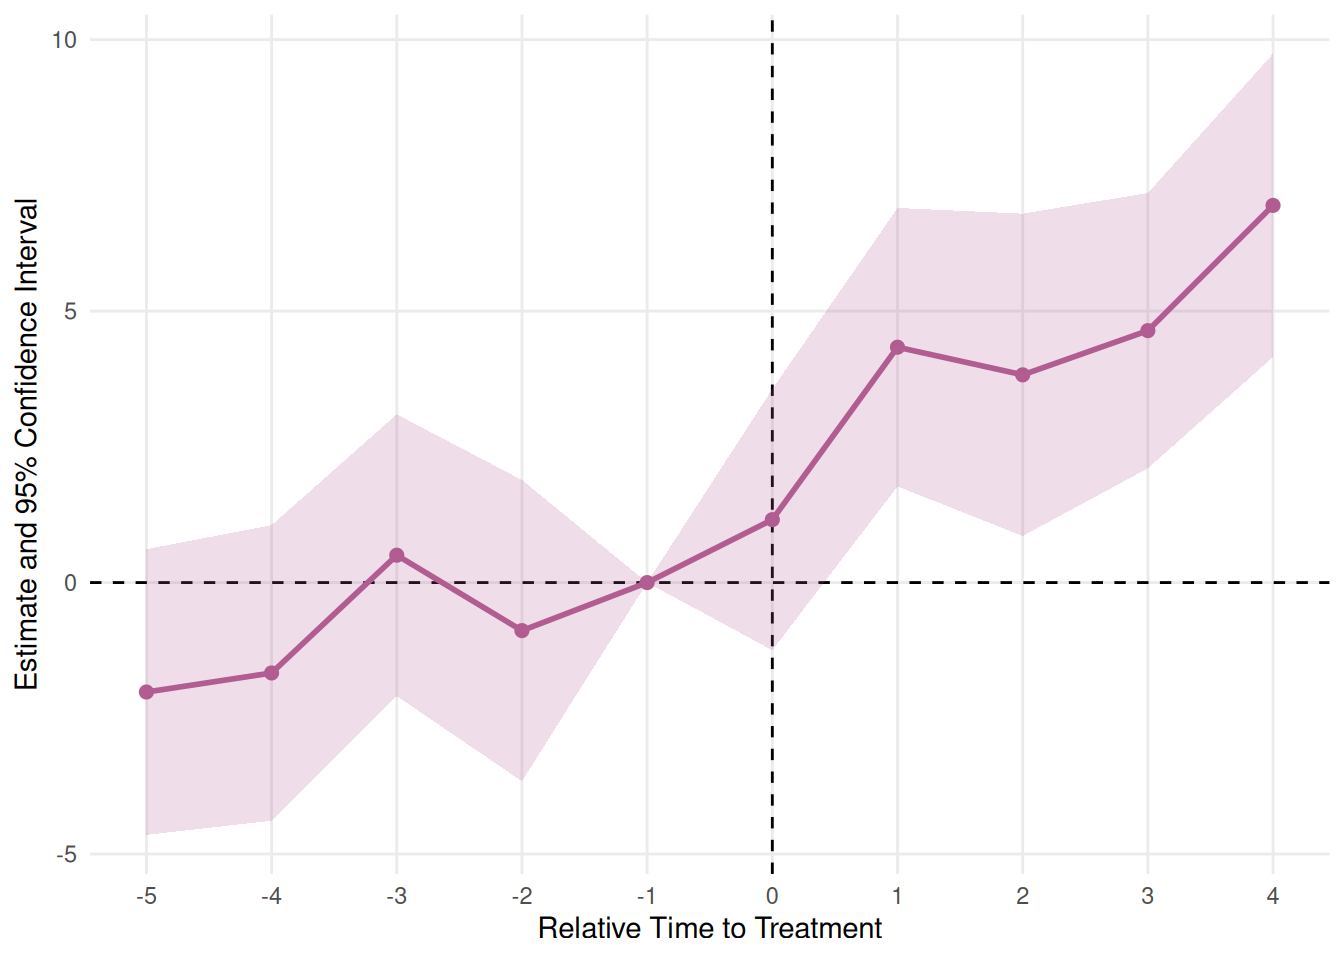 Estimate and 95% Confidence Interval
10
5
0
-5
-5 -4 -3 -2 -1 0 1 2 3 4
Relative Time to Treatment